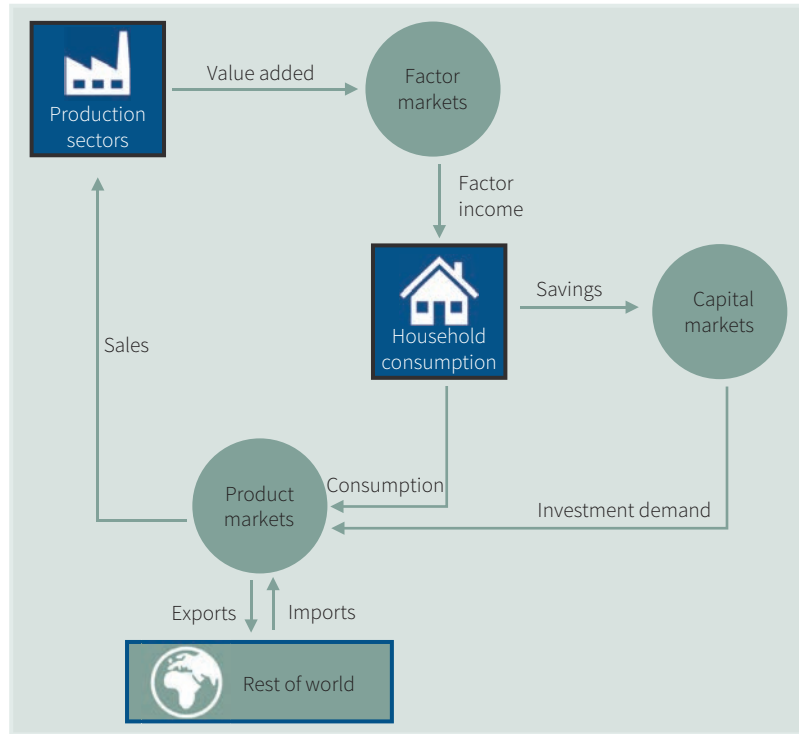 Production
sectors
Value added
Factor
markets
Factor
income
Household
consumption
Savings
Capital
markets
Sales
Product
markets
Consumption
Investment demand
Exports
Imports
Rest of world